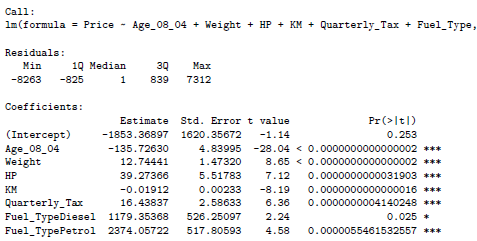 Call:
lm(formula = Price ~ Age_08_04 + Weight + HP + KM + Quarterly_Tax + Fuel_Type,
Residuals:
Min 1Q Median 3Q Max
-8263 -825 1 839 7312
Coefficients:
Estimate Std. Error t value Pr(>|t|)
(Intercept) -1853.36897 1620.35672 -1.14 0.253
Age_08_04 -135.72630 4.83995 -28.04 < 0.0000000000000002 ***
Weight 12.74441 1.47320 8.65 < 0.0000000000000002 ***
HP 39.27366 5.51783 7.12 0.0000000000031903 ***
KM -0.01912 0.00233 -8.19 0.0000000000000016 ***
Quarterly_Tax 16.43837 2.58633 6.36 0.0000000004140248 ***
Fuel_TypeDiesel 1179.35368 526.25097 2.24 0.025 *
Fuel_TypePetrol 2374.05722 517.80593 4.58 0.0000055461532557 ***